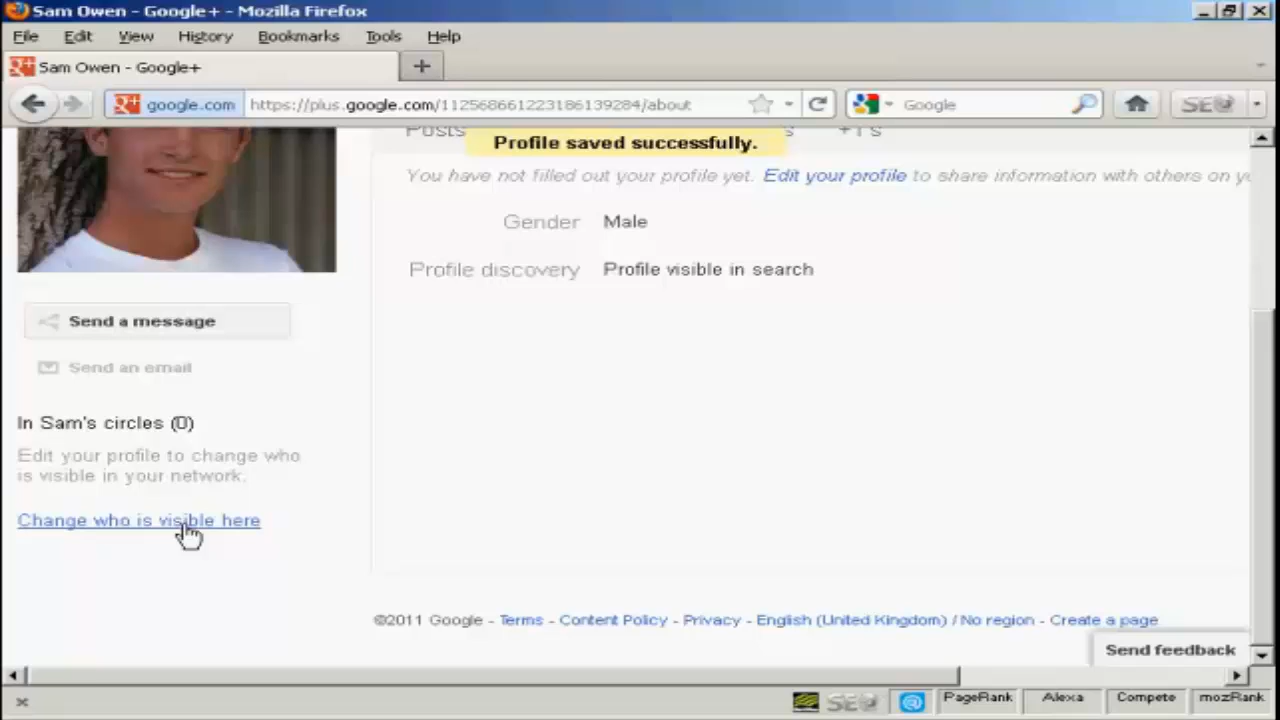 Sam Owen - Google+ - Mozilla Firefox
File Edit View History Bookmarks Tools Help
Sam Owen - Google+
google.com https://plus.google.com/112568661223186139284/about Google SEO
Posts +1's
Profile saved successfully.
You have not filled out your profile yet. Edit your profile to share information with others on
Gender Male
Profile discovery Profile visible in search
Send a message
Send an email
In Sam's circles (0)
Edit your profile to change who
is visible in your network.
Change who is visible here
©2011 Google - Terms - Content Policy - Privacy - English (United Kingdom) / No region - Create a page
Send feedback
SEO PageRank Alexa Compete mozRank